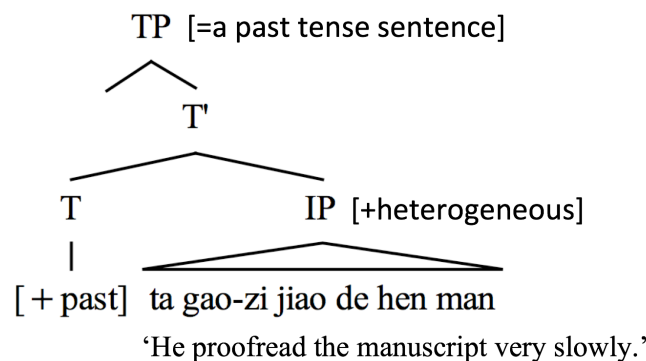 TP [=a past tense sentence]
T'
T IP [+heterogeneous]
[+past] ta gao-zi jiao de hen man
‘He proofread the manuscript very slowly.’